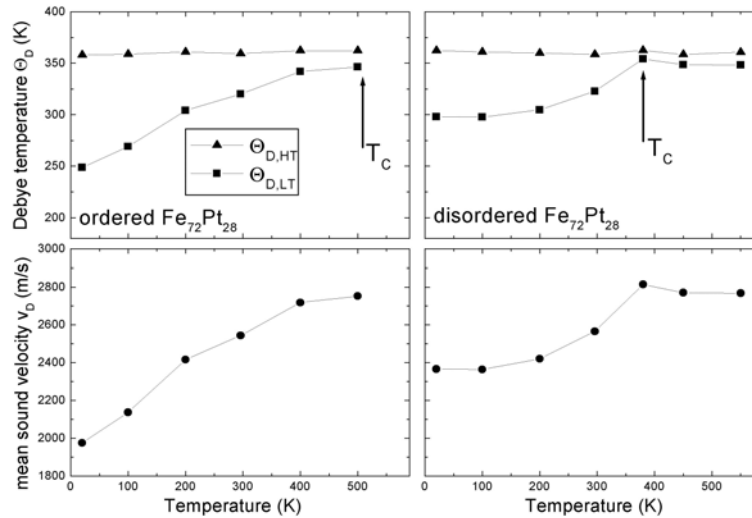 Debye temperature Θ_D (K)
400
350
300
250
200
Θ_D,HT
Θ_D,LT
T_C
ordered Fe₇₂Pt₂₈
T_C
disordered Fe₇₂Pt₂₈
mean sound velocity v_D (m/s)
3000
2800
2600
2400
2200
2000
1800
0 100 200 300 400 500
0 100 200 300 400 500
Temperature (K)
Temperature (K)